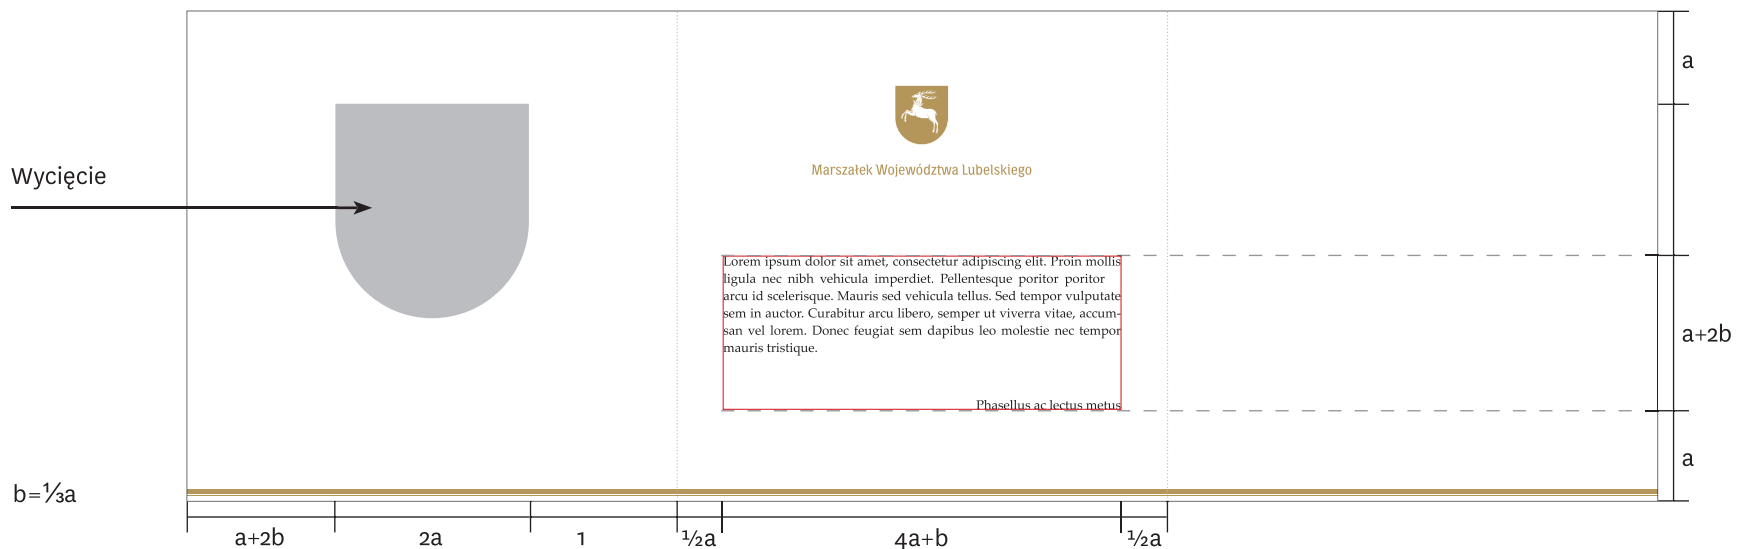 a
Wycięcie
Marszałek Województwa Lubelskiego
Lorem ipsum dolor sit amet, consectetur adipiscing elit. Proin mollis
ligula nec nibh vehicula imperdiet. Pellentesque poritor poritor
arcu id scelerisque. Mauris sed vehicula tellus. Sed tempor vulputate
sem in auctor. Curabitur arcu libero, semper ut viverra vitae, accum-
san vel lorem. Donec feugiat sem dapibus leo molestie nec tempor
mauris tristique.
a+2b
Phasellus ac lectus metus
a
b=⅓a
a+2b 2a 1 ½a 4a+b ½a